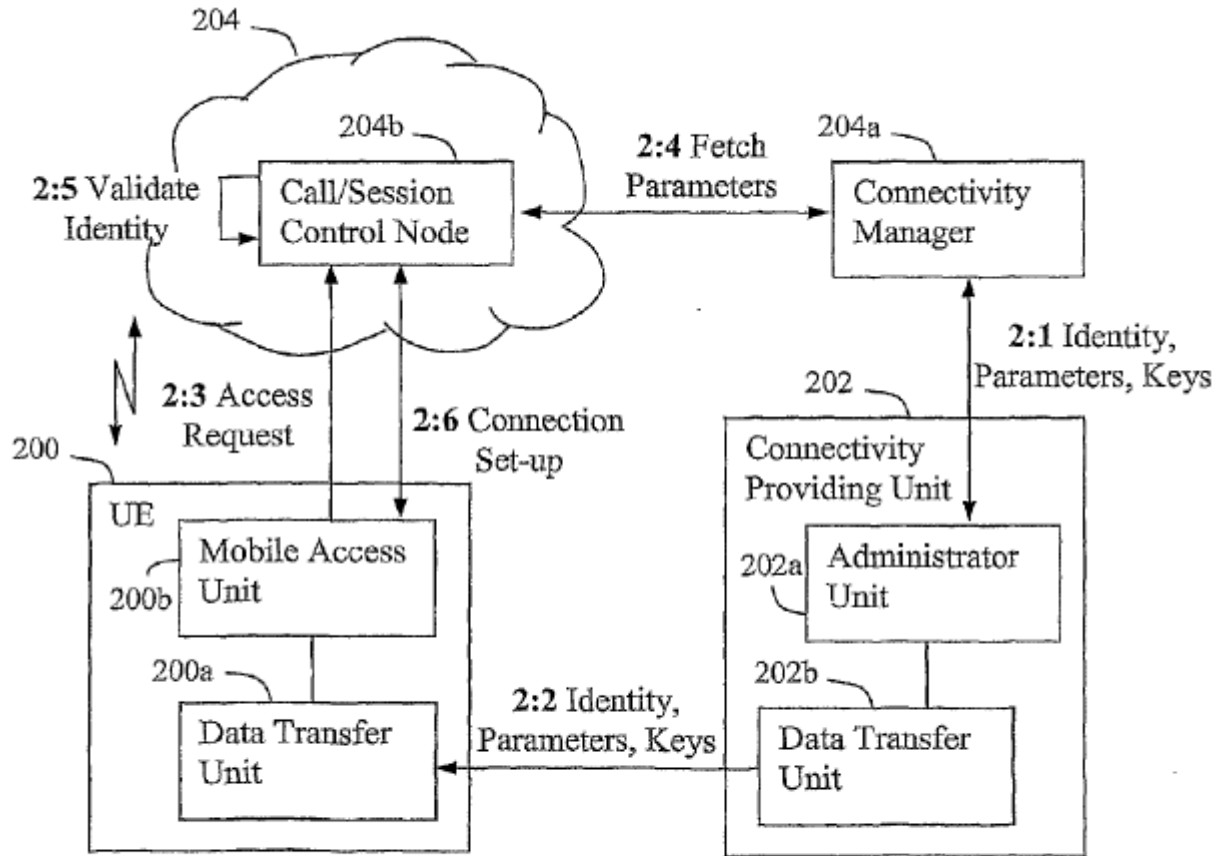 204
204b
204a
2:4 Fetch
Parameters
2:5 Validate
Identity
Call/Session
Control Node
Connectivity
Manager
2:1 Identity,
Parameters, Keys
2:3 Access
Request
2:6 Connection
Set-up
202
200
UE
Connectivity
Providing Unit
Mobile Access
Unit
200b
202a
Administrator
Unit
200a
202b
2:2 Identity,
Parameters, Keys
Data Transfer
Unit
Data Transfer
Unit